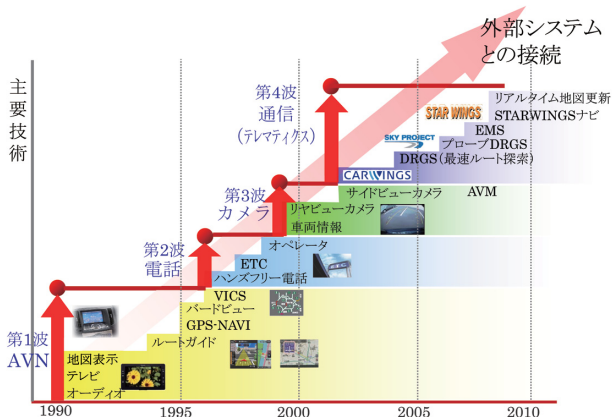 外部システム
との接続
主要技術
第4波
通信
(テレマティクス)
リアルタイム地図更新
STAR WINGS
STARWINGSナビ
EMS
SKY PROJECT
プローブDRGS
DRGS(最速ルート探索)
CARWINGS
第3波
カメラ
サイドビューカメラ
AVM
リヤビューカメラ
車両情報
第2波
電話
オペレータ
ETC
ハンズフリー電話
VICS
バードビュー
GPS-NAVI
第1波
AVN
ルートガイド
地図表示
テレビ
オーディオ
1990
1995
2000
2005
2010